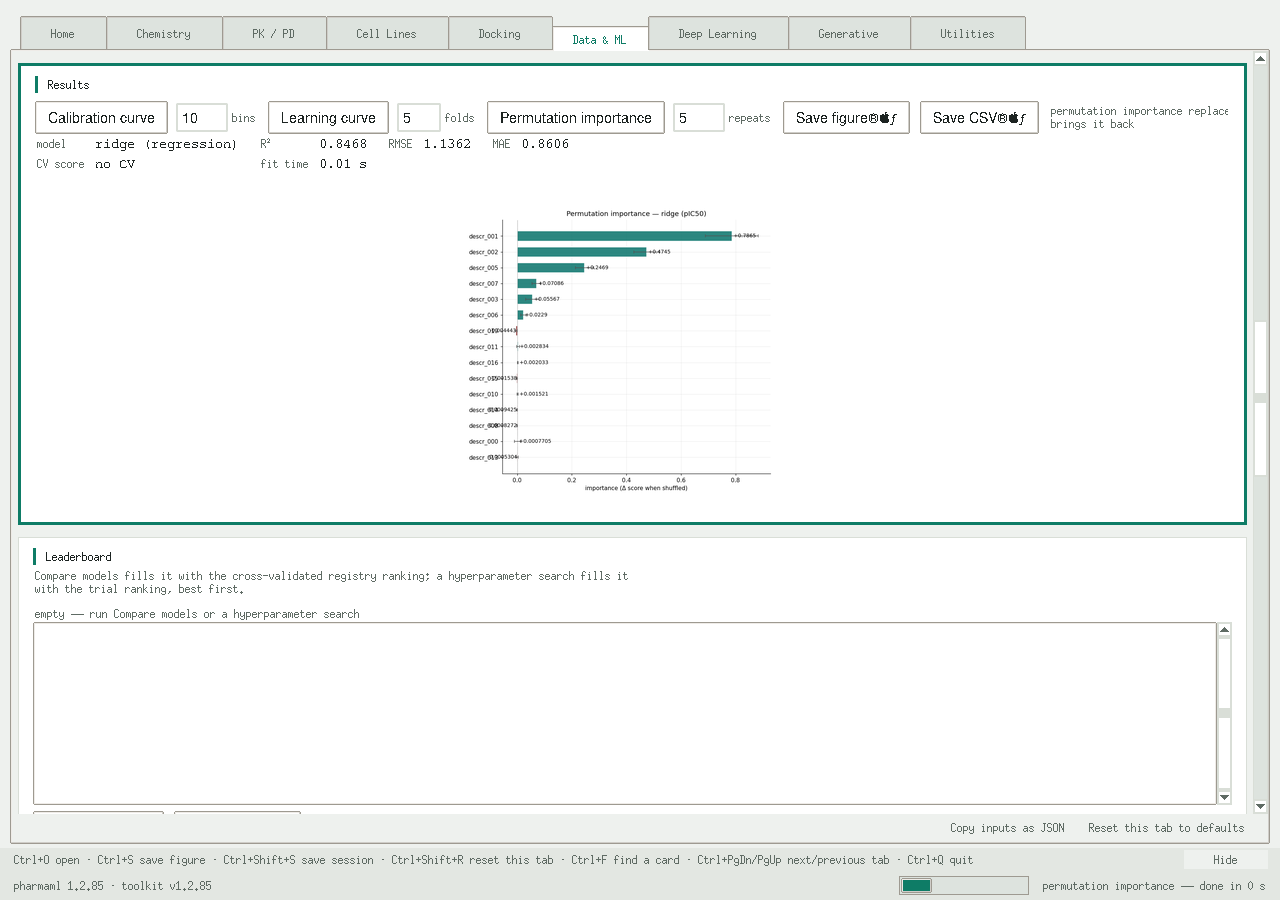 Home Chemistry PK / PD Cell Lines Docking Data & ML Deep Learning Generative Utilities
Results
Calibration curve 10 bins Learning curve 5 folds Permutation importance 5 repeats Save figure Save CSV
permutation importance replace
brings it back
model ridge (regression) R² 0.8468 RMSE 1.1362 MAE 0.8606
CV score no CV fit time 0.01 s
Permutation importance — ridge (pIC50)
descr_001 +0.7865
descr_002 +0.4745
descr_005 +0.2469
descr_007 +0.07086
descr_003 +0.05567
descr_006 +0.0229
descr_011 +0.002834
descr_016 +0.002033
descr_010 +0.001521
descr_000 +0.0007705
0.0 0.2 0.4 0.6 0.8
importance (Δ score when shuffled)
Leaderboard
Compare models fills it with the cross-validated registry ranking; a hyperparameter search fills it
with the trial ranking, best first.
empty — run Compare models or a hyperparameter search
Copy inputs as JSON Reset this tab to defaults
Ctrl+O open · Ctrl+S save figure · Ctrl+Shift+S save session · Ctrl+Shift+R reset this tab · Ctrl+F find a card · Ctrl+PgDn/PgUp next/previous tab · Ctrl+Q quit Hide
pharmaml 1.2.85 · toolkit v1.2.85 permutation importance — done in 0 s